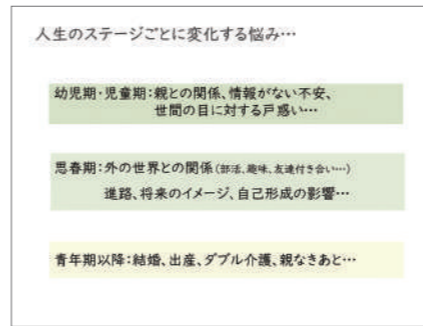 人生のステージごとに変化する悩み…
幼児期・児童期：親との関係、情報がない不安、
世間の目に対する戸惑い…
思春期：外の世界との関係（部活、趣味、友達付き合い…）
進路、将来のイメージ、自己形成の影響…
青年期以降：結婚、出産、ダブル介護、親なきあと…